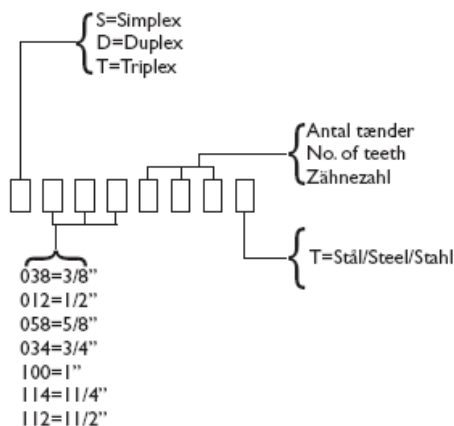 S=Simplex
D=Duplex
T=Triplex
Antal tænder
No. of teeth
Zähnezahl
T=Stål/Steel/Stahl
038=3/8”
012=1/2”
058=5/8”
034=3/4”
100=1”
114=11/4”
112=11/2”